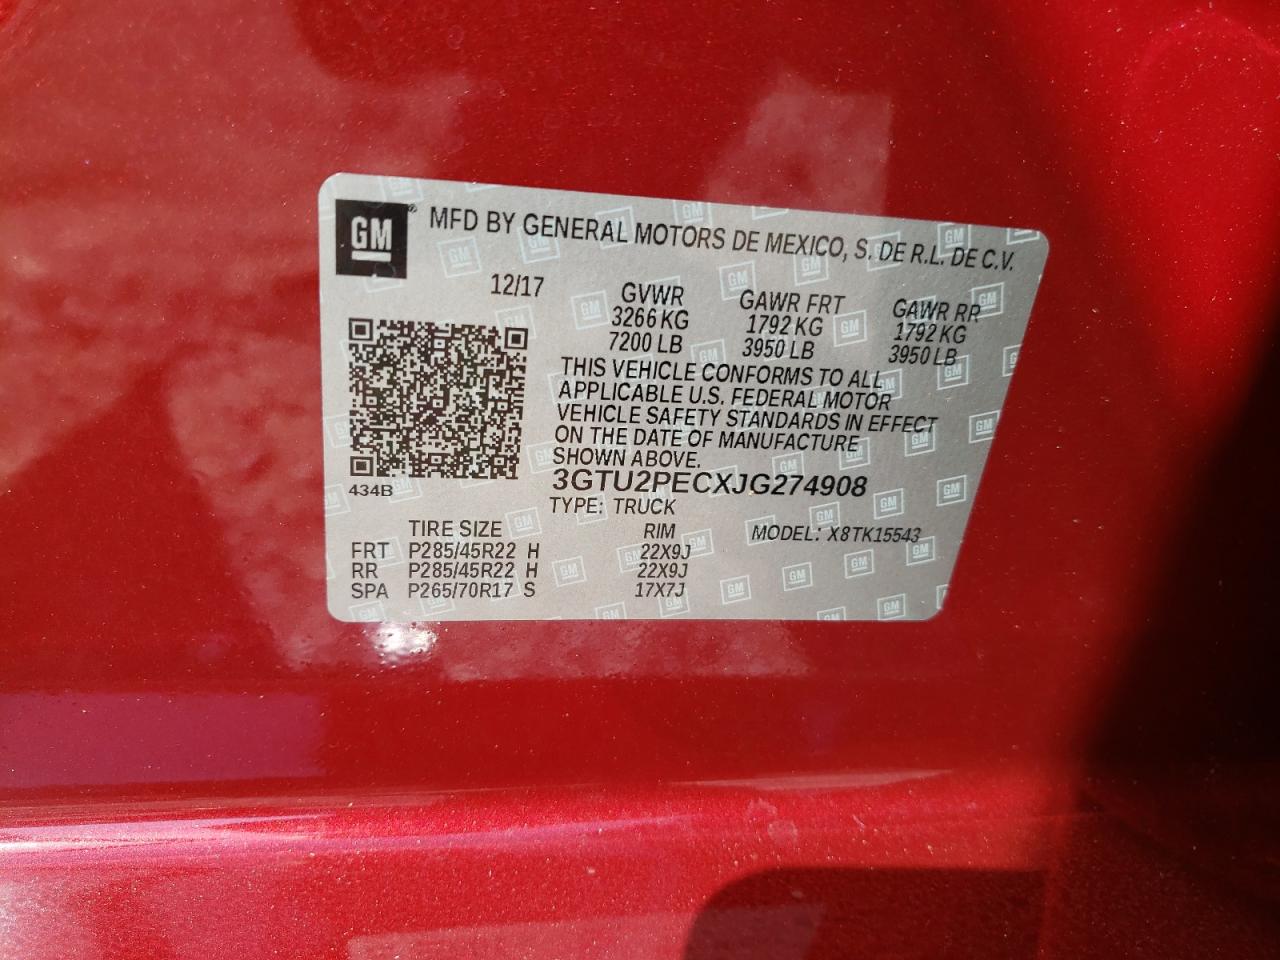 GM® MFD BY GENERAL MOTORS DE MEXICO, S. DE R.L. DE C.V.
12/17 GVWR GAWR FRT GAWR RR
3266 KG 1792 KG 1792 KG
7200 LB 3950 LB 3950 LB
THIS VEHICLE CONFORMS TO ALL
APPLICABLE U.S. FEDERAL MOTOR
VEHICLE SAFETY STANDARDS IN EFFECT
ON THE DATE OF MANUFACTURE
SHOWN ABOVE.
434B 3GTU2PECXJG274908
TYPE: TRUCK
TIRE SIZE RIM MODEL: X8TK15543
FRT P285/45R22 H 22X9J
RR P285/45R22 H 22X9J
SPA P265/70R17 S 17X7J